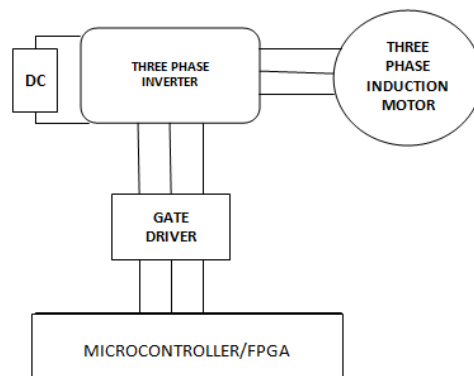 DC
THREE PHASE
INVERTER
THREE
PHASE
INDUCTION
MOTOR
GATE
DRIVER
MICROCONTROLLER/FPGA